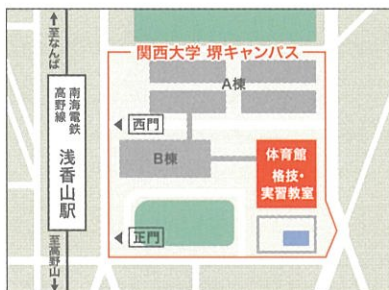 至なんば
関西大学 堺キャンパス
A棟
南海電鉄
高野線
浅香山駅
西門
B棟
体育館
格技・
実習教室
正門
至高野山